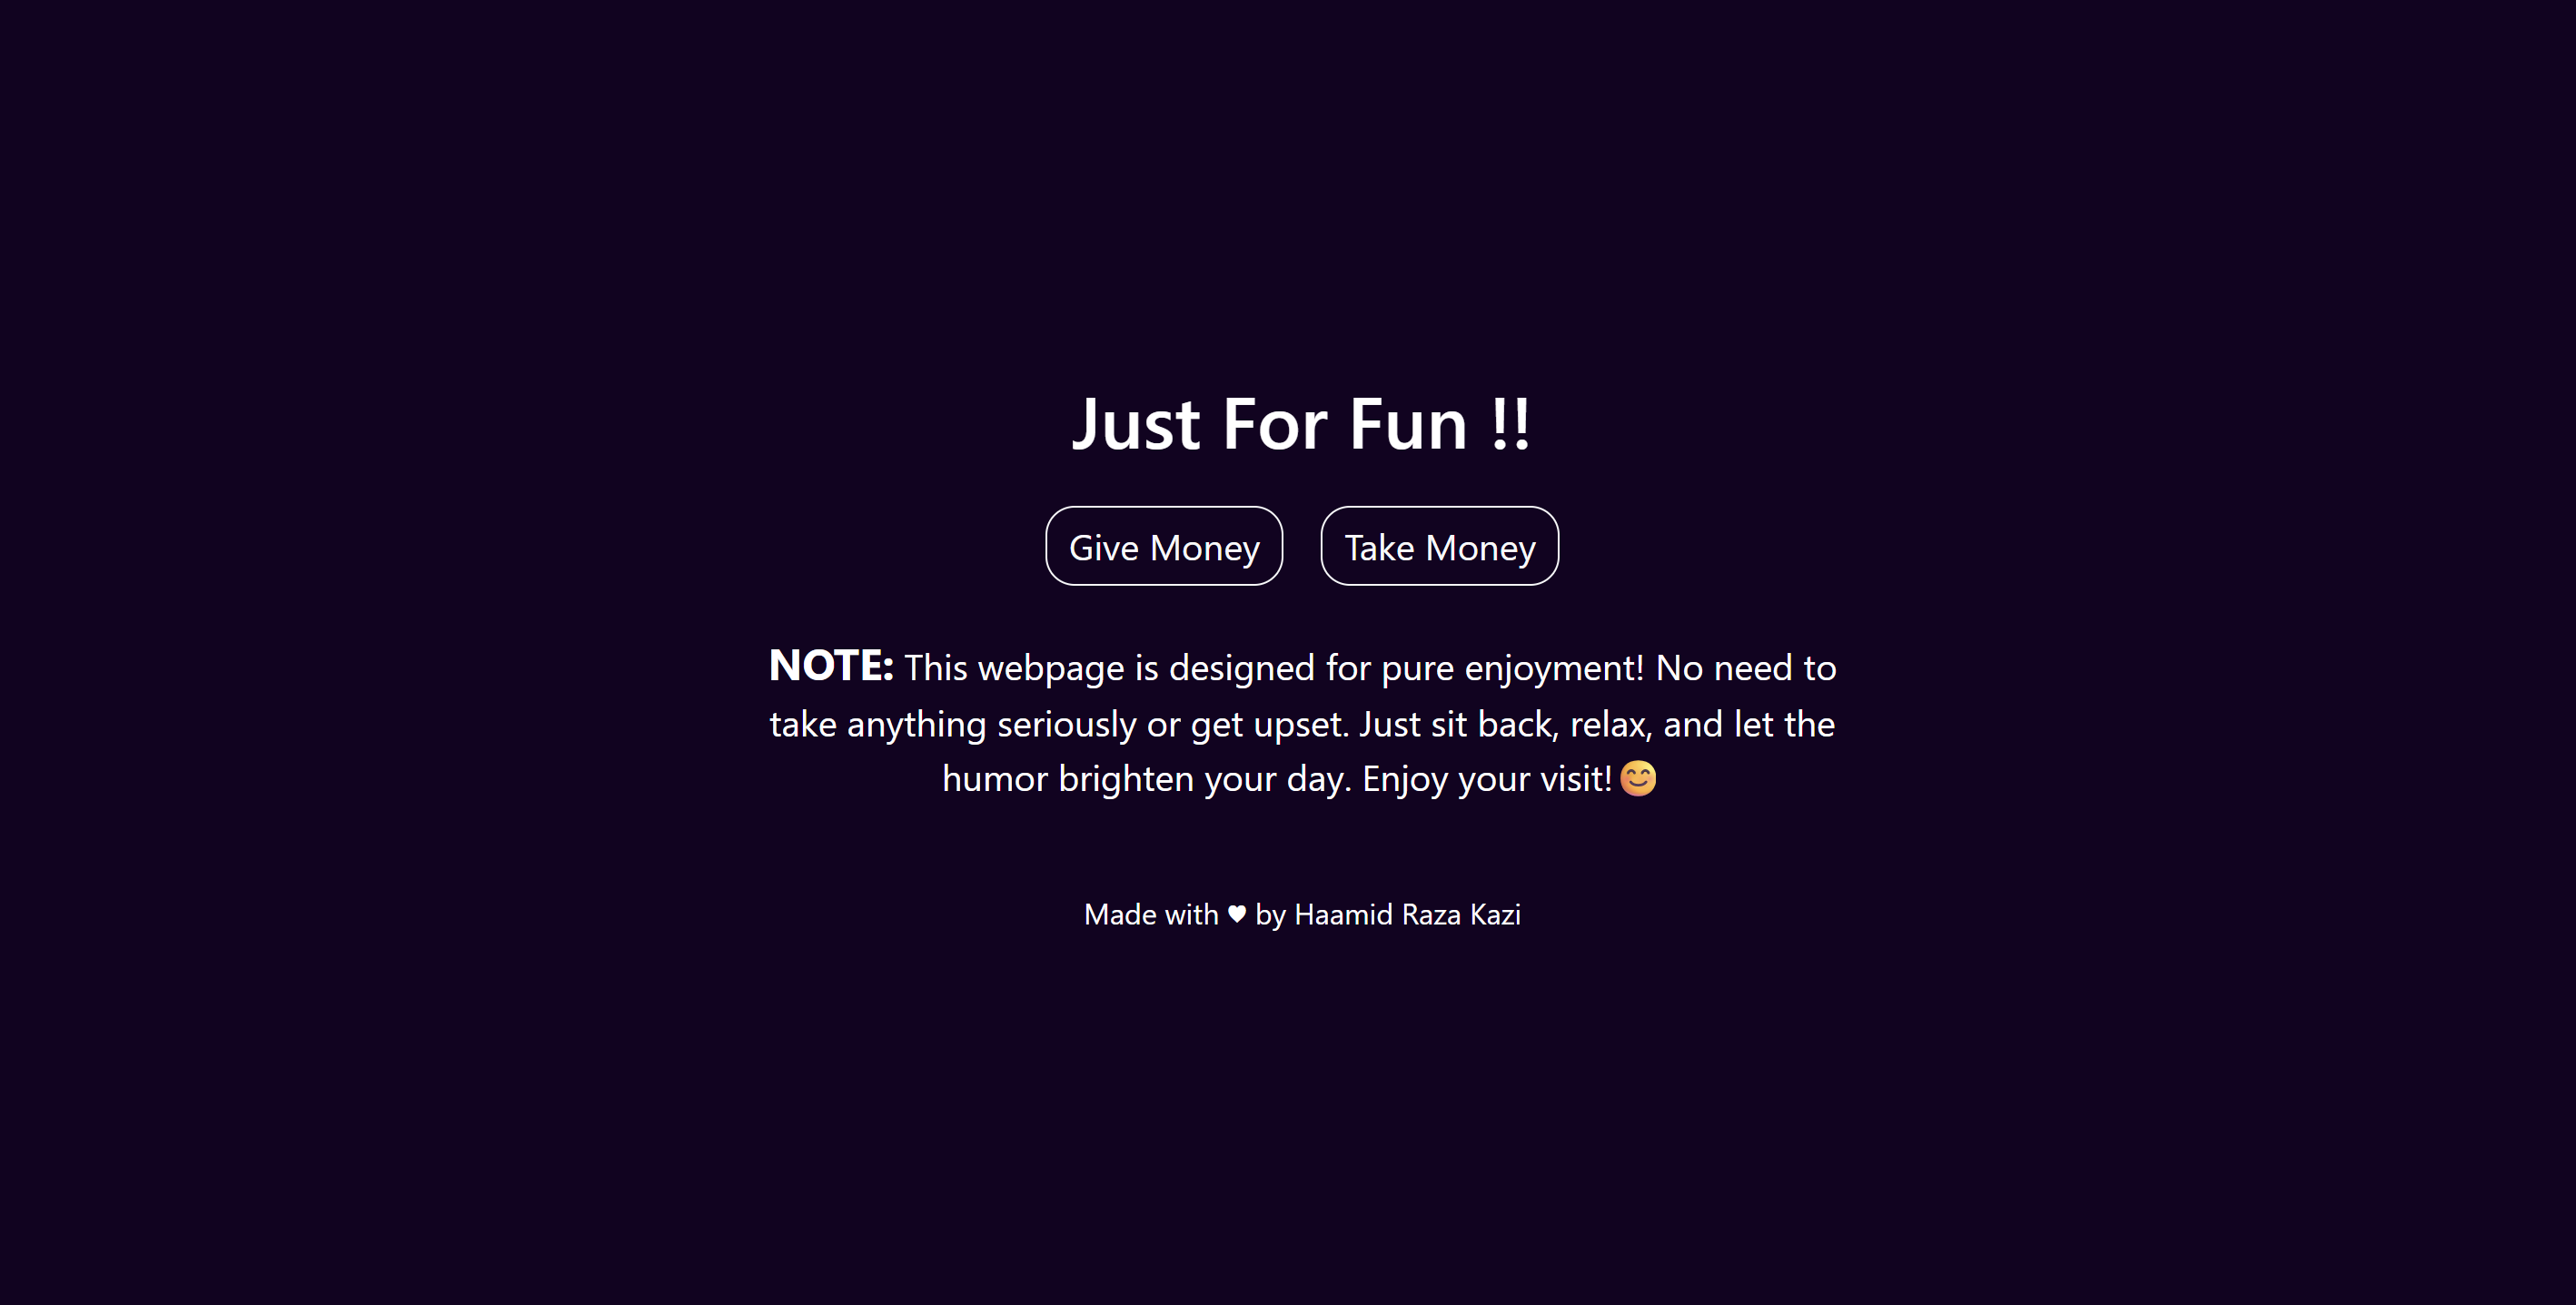 Just For Fun !!
Give Money
Take Money
NOTE: This webpage is designed for pure enjoyment! No need to
take anything seriously or get upset. Just sit back, relax, and let the
humor brighten your day. Enjoy your visit!😊
Made with ♥ by Haamid Raza Kazi